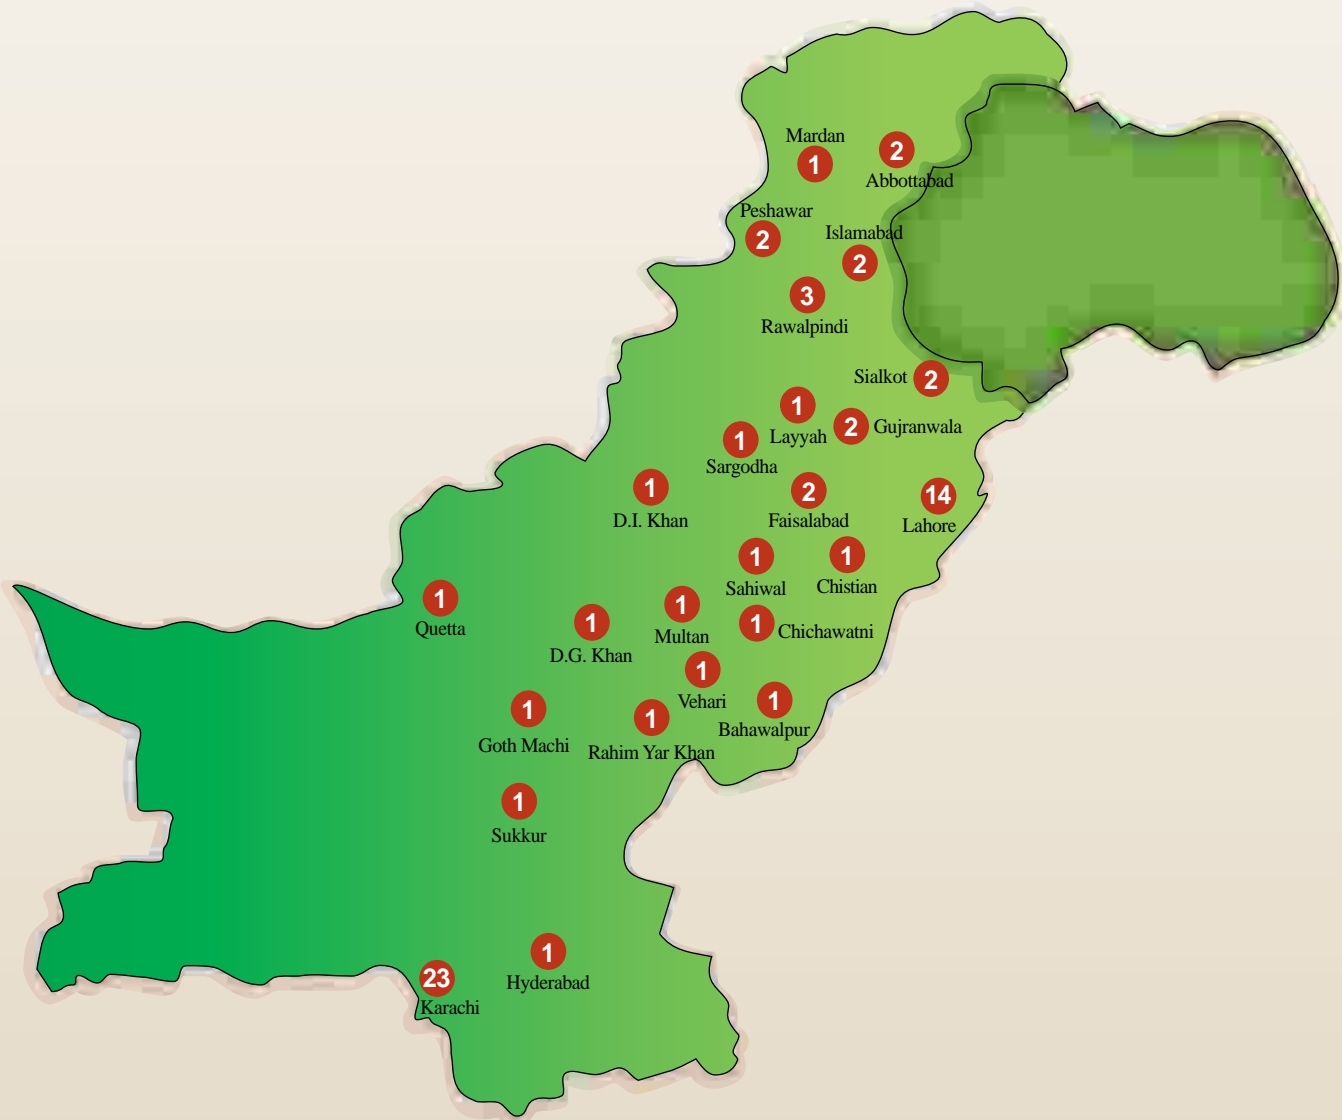 Mardan
1
2
Abbottabad
Peshawar
2
Islamabad
2
3
Rawalpindi
Sialkot 2
1
Layyah
2 Gujranwala
1
Sargodha
1
D.I. Khan
2
Faisalabad
14
Lahore
1
Sahiwal
1
Chistian
1
Quetta
1
D.G. Khan
1
Multan
1 Chichawatni
1
Vehari
1
Bahawalpur
1
Goth Machi
1
Rahim Yar Khan
1
Sukkur
1
Hyderabad
23
Karachi